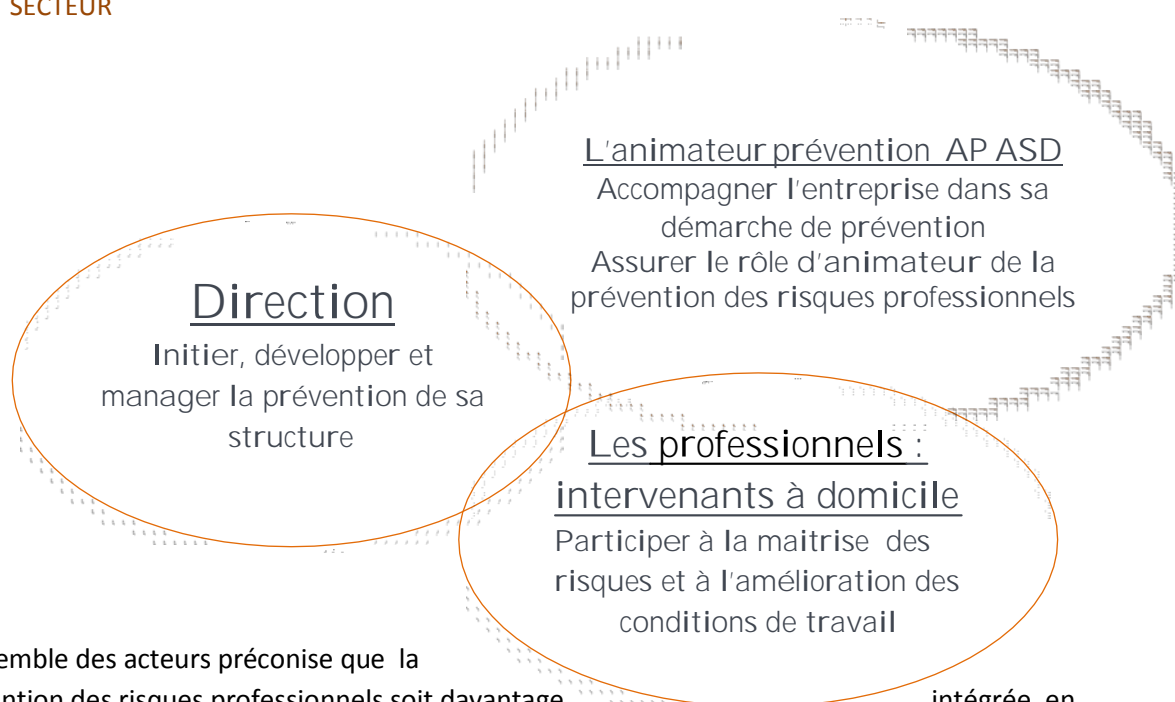 SECTEUR
L'animateur prévention AP ASD
Accompagner l'entreprise dans sa
démarche de prévention
Assurer le rôle d'animateur de la
prévention des risques professionnels
Direction
Initier, développer et
manager la prévention de sa
structure
Les professionnels :
intervenants à domicile
Participer à la maitrise des
risques et à l'amélioration des
conditions de travail
emble des acteurs préconise que la
ntion des risques professionnels soit davantage intégrée en